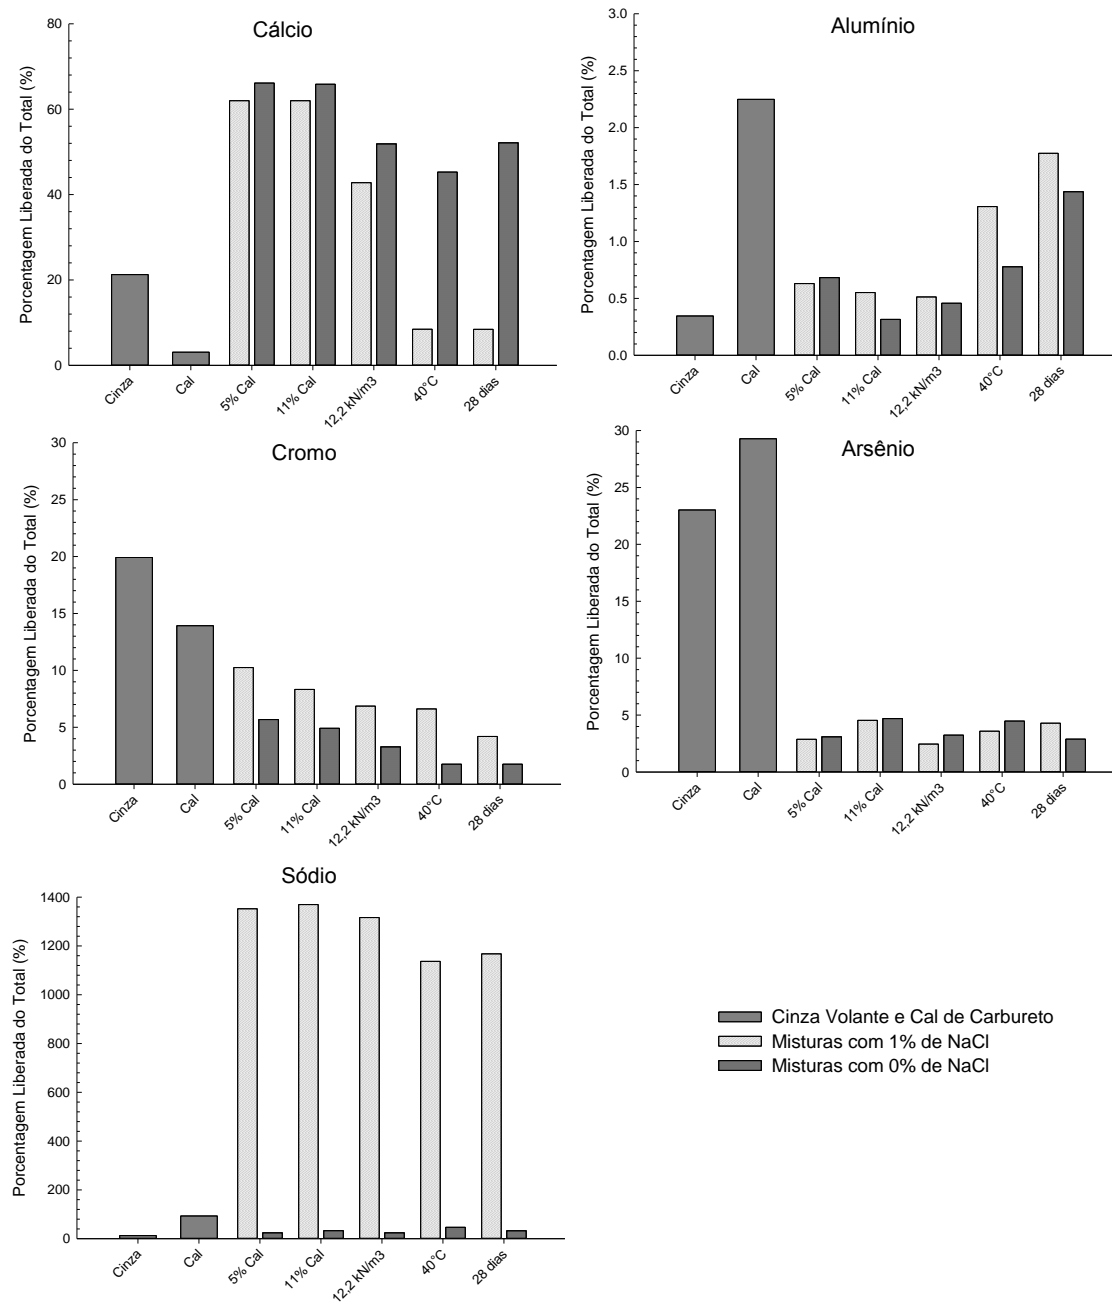 Cálcio
Porcentagem Liberada do Total (%)
80
60
40
20
0
Cinza
Cal
5% Cal
11% Cal
12,2 kN/m3
40°C
28 dias
Alumínio
Porcentagem Liberada do Total (%)
3.0
2.5
2.0
1.5
1.0
0.5
0.0
Cinza
Cal
5% Cal
11% Cal
12,2 kN/m3
40°C
28 dias
Cromo
Porcentagem Liberada do Total (%)
30
25
20
15
10
5
0
Cinza
Cal
5% Cal
11% Cal
12,2 kN/m3
40°C
28 dias
Arsênio
Porcentagem Liberada do Total (%)
30
25
20
15
10
5
0
Cinza
Cal
5% Cal
11% Cal
12,2 kN/m3
40°C
28 dias
Sódio
Porcentagem Liberada do Total (%)
1400
1200
1000
800
600
400
200
0
Cinza
Cal
5% Cal
11% Cal
12,2 kN/m3
40°C
28 dias
Cinza Volante e Cal de Carbureto
Misturas com 1% de NaCl
Misturas com 0% de NaCl